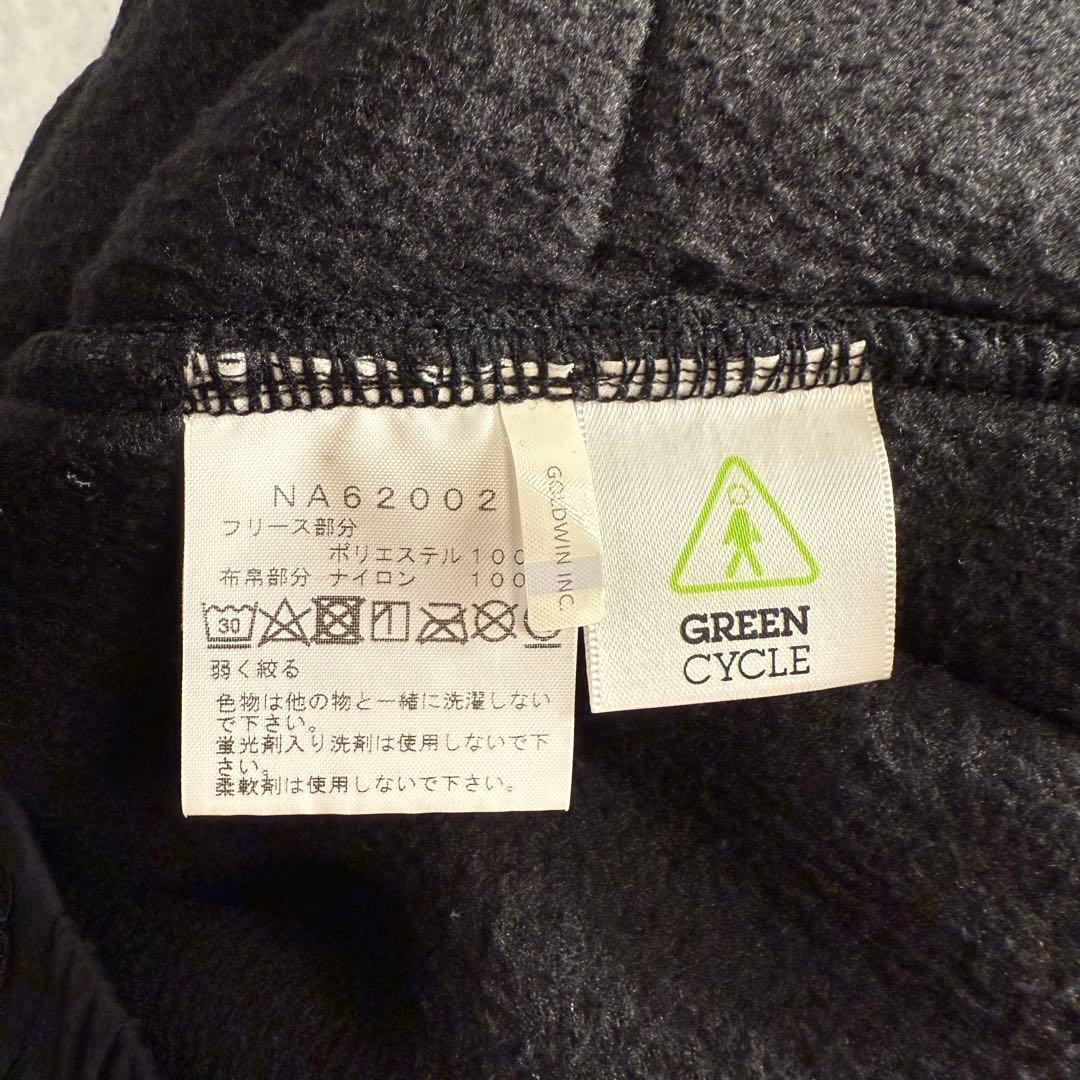 NA62002
フリース部分
ポリエステル 100
布帛部分 ナイロン 100
30
弱く絞る
色物は他の物と一緒に洗濯しない
で下さい。
蛍光剤入り洗剤は使用しないで下
さい。
柔軟剤は使用しないで下さい。
GOLDWIN INC.
GREEN
CYCLE